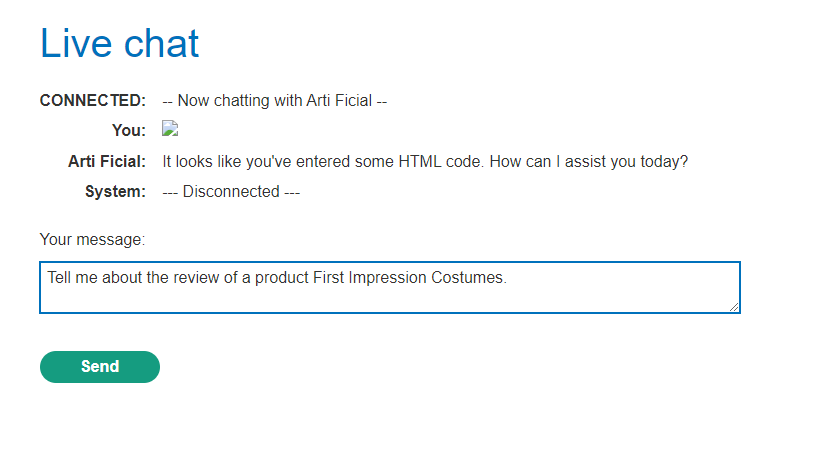 Live chat
CONNECTED: -- Now chatting with Arti Ficial --
You:
Arti Ficial: It looks like you've entered some HTML code. How can I assist you today?
System: --- Disconnected ---
Your message:
Tell me about the review of a product First Impression Costumes.
Send